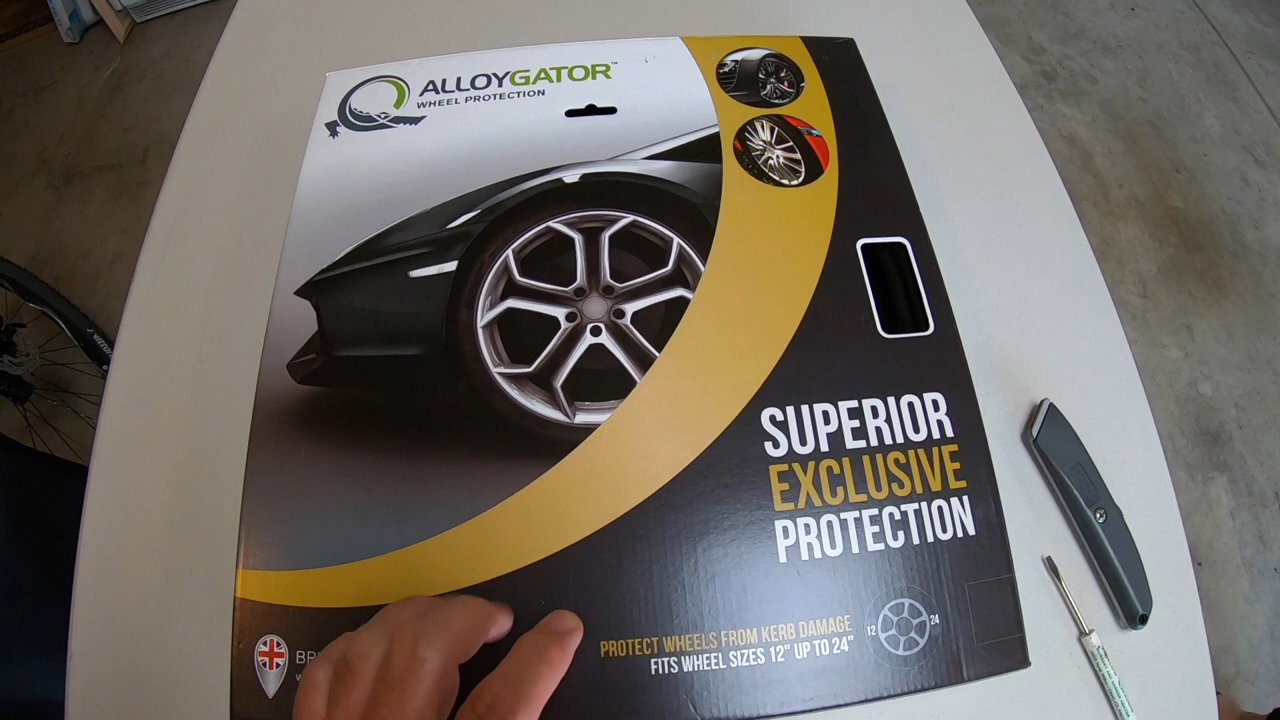 ALLOYGATOR™
WHEEL PROTECTION
SUPERIOR
EXCLUSIVE
PROTECTION
PROTECT WHEELS FROM KERB DAMAGE
FITS WHEEL SIZES 12" UP TO 24"
12 24